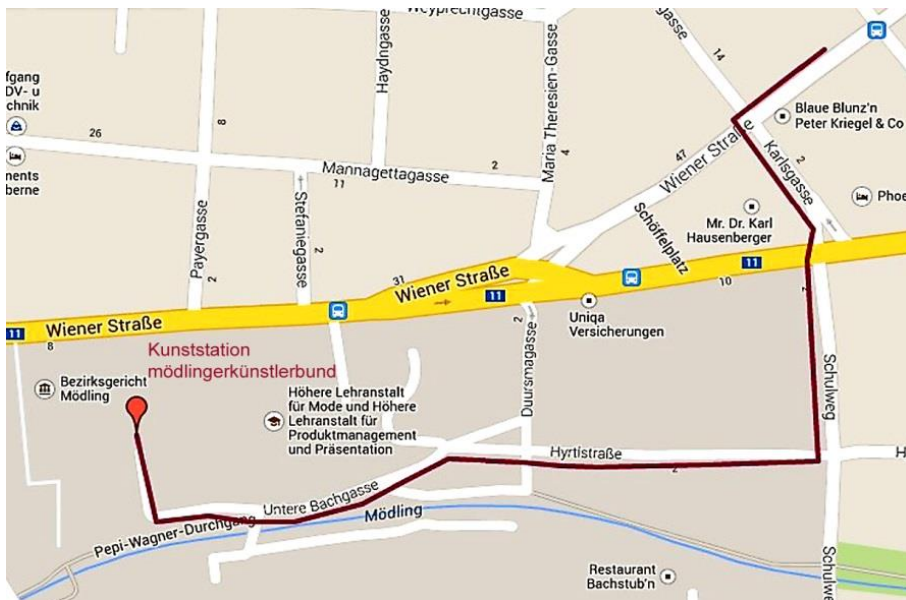 Weyprechtgasse
14
Haydngasse
Maria Theresien-Gasse
fgang
DV- u
chnik
26
8
Blaue Blunz'n
Peter Kriegel & Co
Wiener Straße
47
4
2
Mannagettagasse
11
Karlsgasse
2
ments
berne
Phoe
Stefaniegasse
2
Payergasse
2
Schöffelplatz
Mr. Dr. Karl
Hausenberger
31
Wiener Straße
11
11
10
2
Uniqa
Versicherungen
2
11
Wiener Straße
8
Kunststation
mödlingerkünstlerbund
Bezirksgericht
Mödling
Höhere Lehranstalt
für Mode und Höhere
Lehranstalt für
Produktmanagement
und Präsentation
Duursmagasse
Schulweg
Hyrtlstraße
2
H
Untere Bachgasse
Mödling
Pepi-Wagner-Durchgang
Restaurant
Bachstub'n
Schulweg